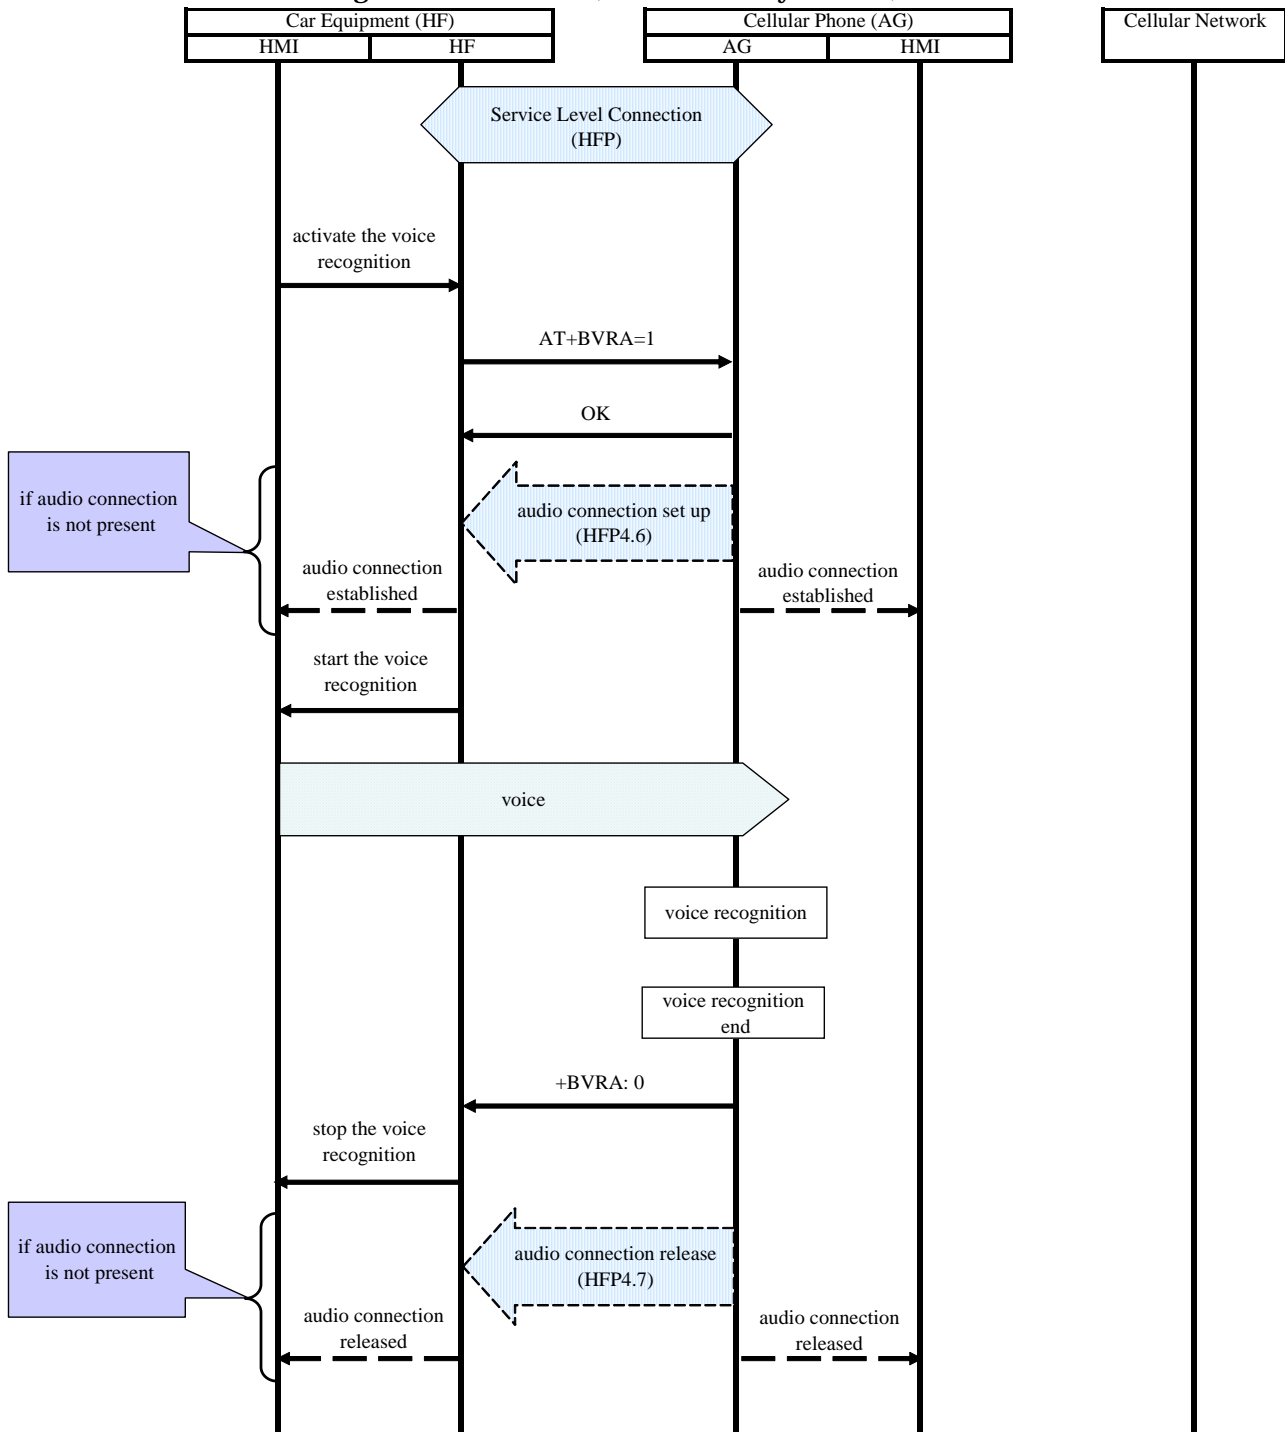 Car Equipment (HF)
Cellular Phone (AG)
Cellular Network
HMI
HF
AG
HMI
Service Level Connection
(HFP)
activate the voice
recognition
AT+BVRA=1
OK
if audio connection
is not present
audio connection set up
(HFP4.6)
audio connection
established
audio connection
established
start the voice
recognition
voice
voice recognition
voice recognition
end
+BVRA: 0
stop the voice
recognition
if audio connection
is not present
audio connection release
(HFP4.7)
audio connection
released
audio connection
released